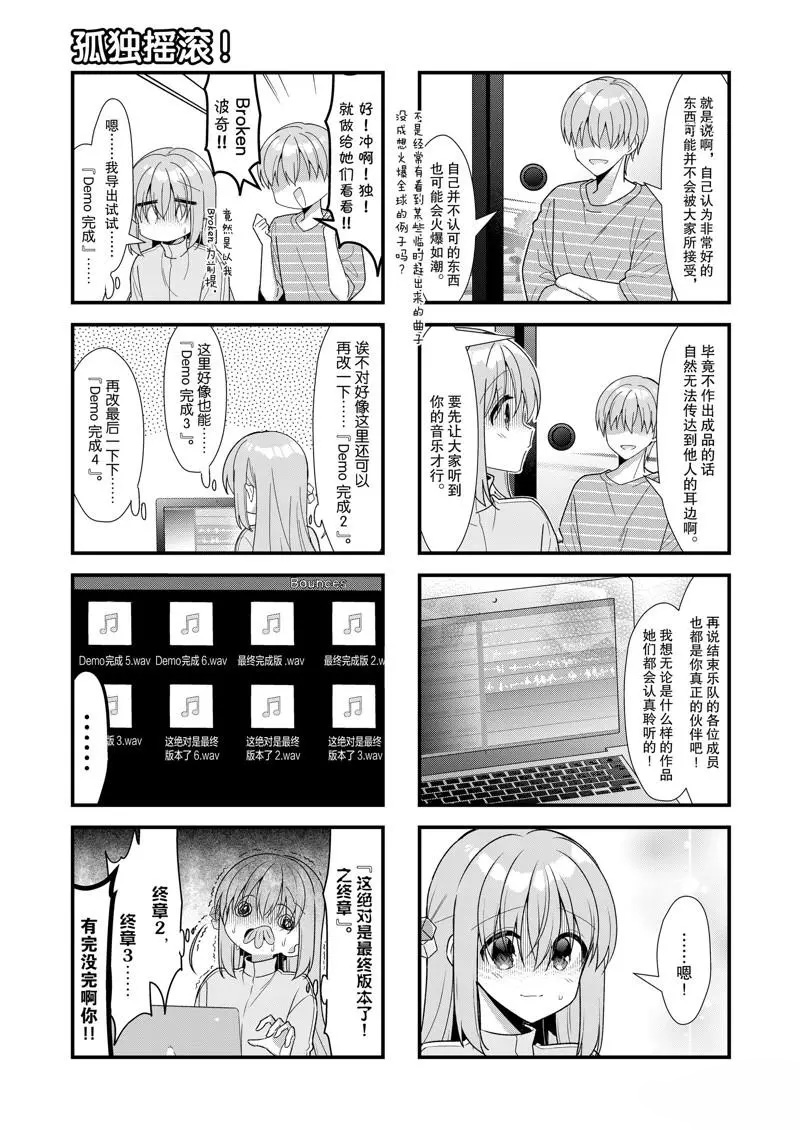 孤独摇滚！
就是说啊，自己认为非常好的
东西可能并不会被大家所接受，
自己并不认可的东西
也可能会火爆如潮。
不是经常有看到某些临时赶出来的曲子
没成想火爆全球的例子吗？
毕竟不作出成品的话
自然无法传达到他人的耳边啊。
要先让大家听到
你的音乐才行。
再说结束乐队的各位成员
也都是你真正的伙伴吧！
我想无论是什么样的作品
她们都会认真聆听的！
……嗯！
好！冲啊！独！
就做给她们看看！！
Broken
波奇！！
竟然是以我
Broken为前提。
嗯……我导出试试……
『Demo 完成』……
诶不对好像这里还可以
再改一下……『Demo 完成 2』。
这里好像也能……
『Demo 完成 3』。
再改最后一下下……
『Demo 完成 4』。
Bounces
Demo完成 5.wav
Demo完成 6.wav
最终完成版 .wav
最终完成版 2.wav
版 3.wav
这绝对是最终
版本了 6.wav
这绝对是最终
版本了 2.wav
这绝对是最终
版本了 3.wav
……
『这绝对是最终版本了！
之终章』。
终章2，
终章3……
有完没完啊你！！